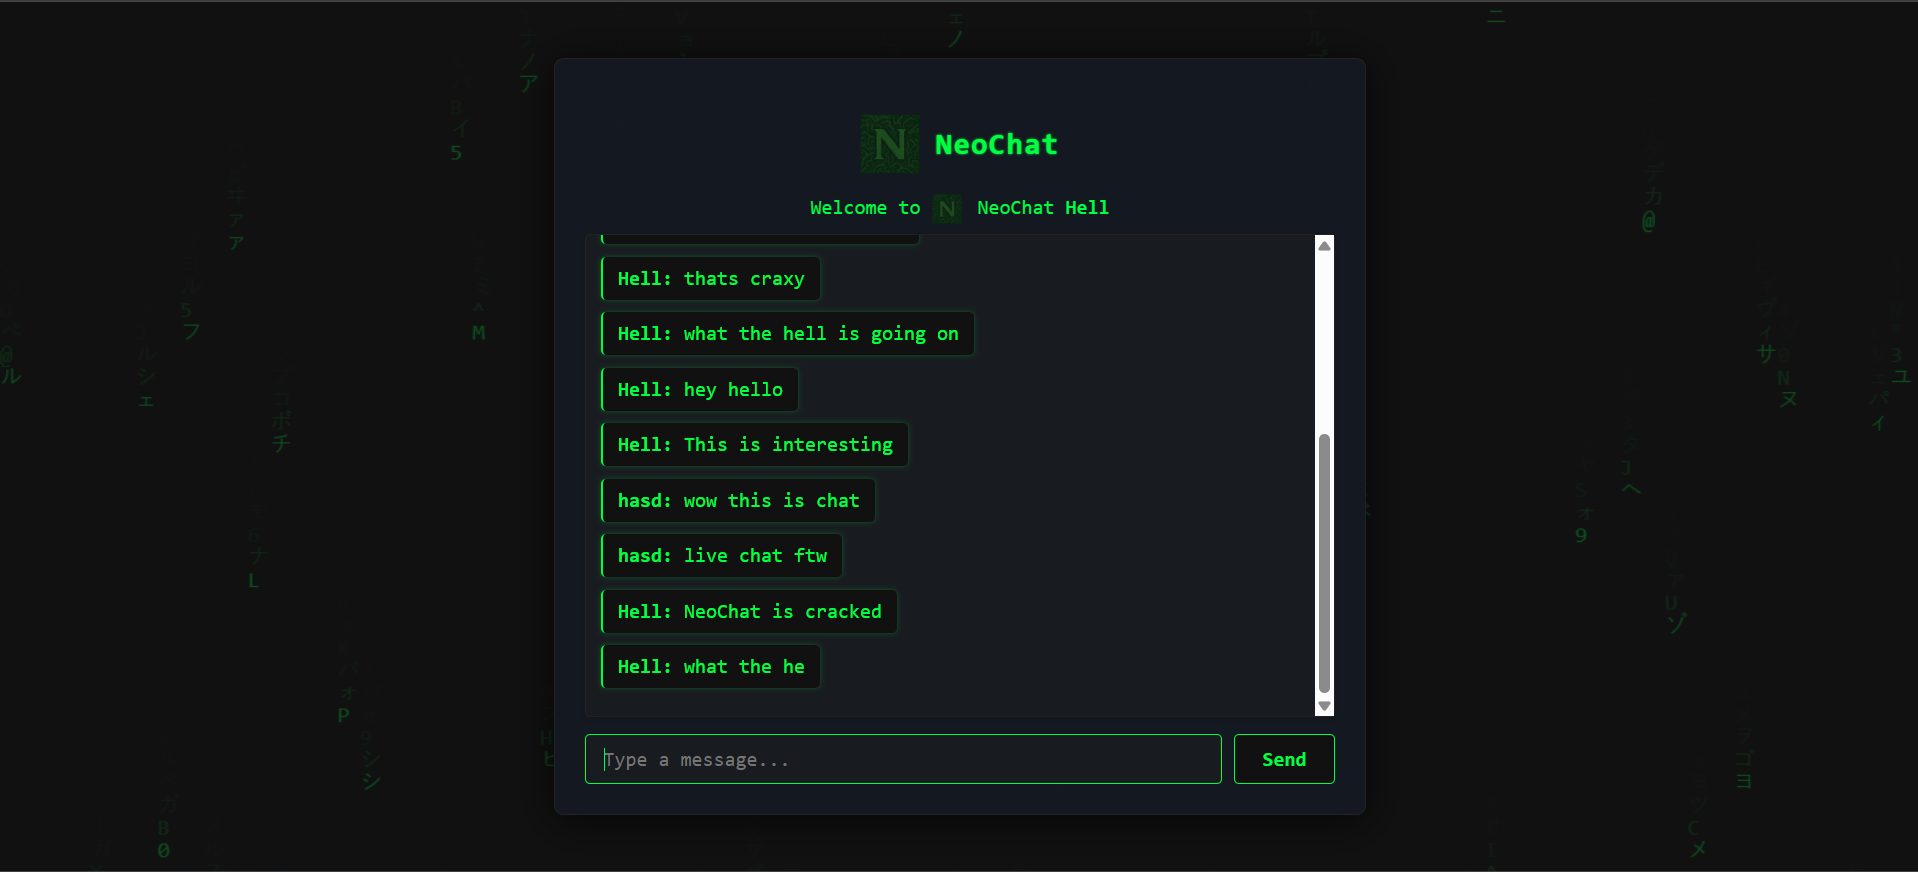 N NeoChat
Welcome to N NeoChat Hell
Hell: thats craxy
Hell: what the hell is going on
Hell: hey hello
Hell: This is interesting
hasd: wow this is chat
hasd: live chat ftw
Hell: NeoChat is cracked
Hell: what the he
Type a message...
Send